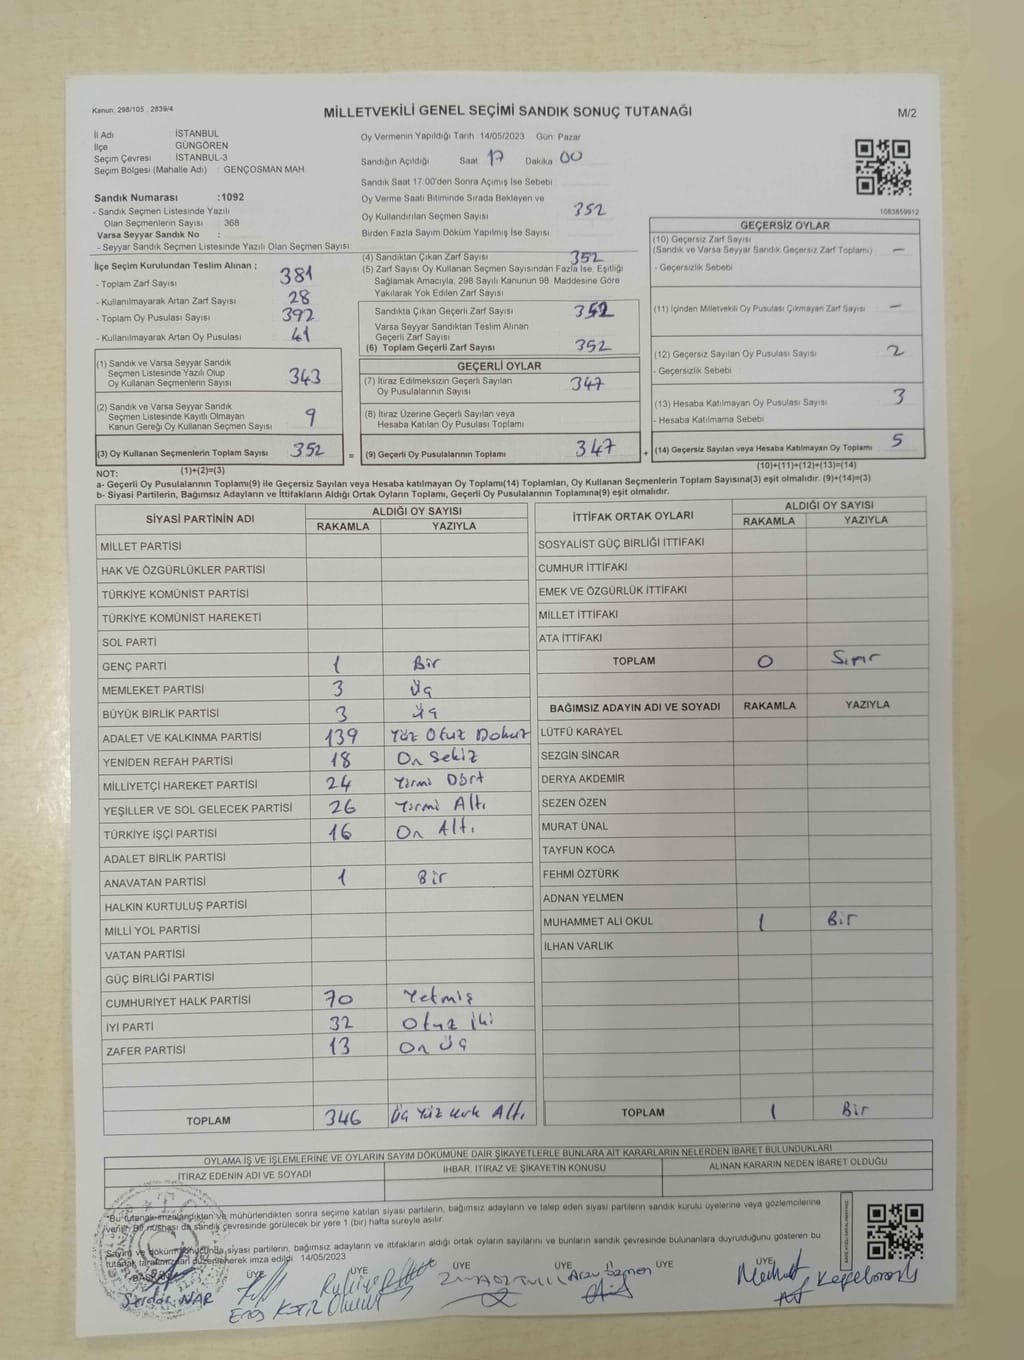 Kanun: 298/105 , 2839/4
MİLLETVEKİLİ GENEL SEÇİMİ SANDIK SONUÇ TUTANAĞI
M/2
İl Adı : İSTANBUL
İlçe : GÜNGÖREN
Seçim Çevresi : İSTANBUL-3
Seçim Bölgesi (Mahalle Adı) : GENÇOSMAN MAH.
Sandık Numarası :1092
- Sandık Seçmen Listesinde Yazılı
Olan Seçmenlerin Sayısı : 368
Varsa Seyyar Sandık No :
- Seyyar Sandık Seçmen Listesinde Yazılı Olan Seçmen Sayısı:
Oy Vermenin Yapıldığı Tarih 14/05/2023 Gün: Pazar
Sandığın Açıldığı Saat 17 Dakika 00
Sandık Saat 17:00'den Sonra Açımış İse Sebebi
Oy Verme Saati Bitiminde Sırada Bekleyen ve
Oy Kullandırılan Seçmen Sayısı 352
Birden Fazla Sayım Döküm Yapılmış İse Sayısı
1083859912
İlçe Seçim Kurulundan Teslim Alınan ;
- Toplam Zarf Sayısı 381
- Kullanılmayarak Artan Zarf Sayısı 28
- Toplam Oy Pusulası Sayısı 392
- Kullanılmayarak Artan Oy Pusulası 41
(1) Sandık ve Varsa Seyyar Sandık
Seçmen Listesinde Yazılı Olup
Oy Kullanan Seçmenlerin Sayısı 343
(2) Sandık ve Varsa Seyyar Sandık
Seçmen Listesinde Kayıtlı Olmayan
Kanun Gereği Oy Kullanan Seçmen Sayısı 9
(3) Oy Kullanan Seçmenlerin Toplam Sayısı 352
(4) Sandıktan Çıkan Zarf Sayısı 352
(5) Zarf Sayısı Oy Kullanan Seçmen Sayısından Fazla İse, Eşitliği
Sağlamak Amacıyla, 298 Sayılı Kanunun 98. Maddesine Göre
Yakılarak Yok Edilen Zarf Sayısı
Sandıkta Çıkan Geçerli Zarf Sayısı 352
Varsa Seyyar Sandıktan Teslim Alınan
Geçerli Zarf Sayısı
(6) Toplam Geçerli Zarf Sayısı 352
GEÇERLİ OYLAR
(7) İtiraz Edilmeksizin Geçerli Sayılan
Oy Pusulalarının Sayısı 347
(8) İtiraz Üzerine Geçerli Sayılan veya
Hesaba Katılan Oy Pusulası Toplamı
= (9) Geçerli Oy Pusulalarının Toplamı 347 +
GEÇERSİZ OYLAR
(10) Geçersiz Zarf Sayısı
(Sandık ve Varsa Seyyar Sandık Geçersiz Zarf Toplamı) -
- Geçersizlik Sebebi
(11) İçinden Milletvekili Oy Pusulası Çıkmayan Zarf Sayısı -
(12) Geçersiz Sayılan Oy Pusulası Sayısı 2
- Geçersizlik Sebebi
(13) Hesaba Katılmayan Oy Pusulası Sayısı 3
- Hesaba Katılmama Sebebi
(14) Geçersiz Sayılan veya Hesaba Katılmayan Oy Toplamı 5
NOT: (1)+(2)=(3)
(10)+(11)+(12)+(13)=(14)
a- Geçerli Oy Pusulalarının Toplamı(9) ile Geçersiz Sayılan veya Hesaba katılmayan Oy Toplamı(14) Toplamları, Oy Kullanan Seçmenlerin Toplam Sayısına(3) eşit olmalıdır. (9)+(14)=(3)
b- Siyasi Partilerin, Bağımsız Adayların ve İttifakların Aldığı Ortak Oyların Toplamı, Geçerli Oy Pusulalarının Toplamına(9) eşit olmalıdır.
SİYASİ PARTİNİN ADI ALDIĞI OY SAYISI
RAKAMLA YAZIYLA
MİLLET PARTİSİ
HAK VE ÖZGÜRLÜKLER PARTİSİ
TÜRKİYE KOMÜNİST PARTİSİ
TÜRKİYE KOMÜNİST HAREKETİ
SOL PARTİ
GENÇ PARTİ 1 Bir
MEMLEKET PARTİSİ 3 Üç
BÜYÜK BİRLİK PARTİSİ 3 Üç
ADALET VE KALKINMA PARTİSİ 139 Yüz Otuz Dokuz
YENİDEN REFAH PARTİSİ 18 On Sekiz
MİLLİYETÇİ HAREKET PARTİSİ 24 Yirmi Dört
YEŞİLLER VE SOL GELECEK PARTİSİ 26 Yirmi Altı
TÜRKİYE İŞÇİ PARTİSİ 16 On Altı
ADALET BİRLİK PARTİSİ
ANAVATAN PARTİSİ 1 Bir
HALKIN KURTULUŞ PARTİSİ
MİLLİ YOL PARTİSİ
VATAN PARTİSİ
GÜÇ BİRLİĞİ PARTİSİ
CUMHURİYET HALK PARTİSİ 70 Yetmiş
İYİ PARTİ 32 Otuz İki
ZAFER PARTİSİ 13 On Üç
TOPLAM 346 Üç Yüz Kırk Altı
İTTİFAK ORTAK OYLARI ALDIĞI OY SAYISI
RAKAMLA YAZIYLA
SOSYALİST GÜÇ BİRLİĞİ İTTİFAKI
CUMHUR İTTİFAKI
EMEK VE ÖZGÜRLÜK İTTİFAKI
MİLLET İTTİFAKI
ATA İTTİFAKI
TOPLAM 0 Sıfır
BAĞIMSIZ ADAYIN ADI VE SOYADI RAKAMLA YAZIYLA
LÜTFÜ KARAYEL
SEZGİN SİNCAR
DERYA AKDEMİR
SEZEN ÖZEN
MURAT ÜNAL
TAYFUN KOCA
FEHMİ ÖZTÜRK
ADNAN YELMEN
MUHAMMET ALİ OKUL 1 Bir
İLHAN VARLIK
TOPLAM 1 Bir
OYLAMA İŞ VE İŞLEMLERİNE VE OYLARIN SAYIM DÖKÜMÜNE DAİR ŞİKAYETLERLE BUNLARA AİT KARARLARIN NELERDEN İBARET BULUNDUKLARI
İTİRAZ EDENİN ADI VE SOYADI İHBAR, İTİRAZ VE ŞİKAYETİN KONUSU ALINAN KARARIN NEDEN İBARET OLDUĞU
*Bu tutanak imzalandıktan ve mühürlendikten sonra seçime katılan siyasi partilerin, bağımsız adayların ve talep eden siyasi partilerin sandık kurulu üyelerine veya gözlemcilerine
verilir. Bir nüshası da sandık çevresinde görülecek bir yere 1 (bir) hafta süreyle asılır.
Sayım ve döküm sonucunda siyasi partilerin, bağımsız adayların ve ittifakların aldığı ortak oyların sayılarını ve bunların sandık çevresinde bulunanlara duyrulduğunu gösteren bu
tutanak tarafımızdan düzenlenerek imza edildi. 14/05/2023
BAŞKAN ÜYE ÜYE ÜYE ÜYE ÜYE
Serdar NAR